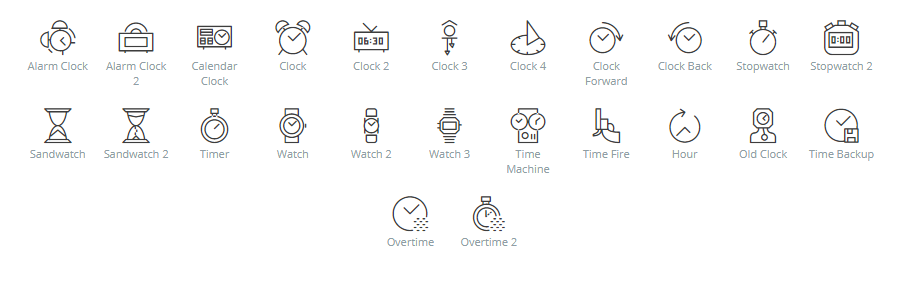 06:30
0:00
Alarm Clock
Alarm Clock
2
Calendar
Clock
Clock
Clock 2
Clock 3
Clock 4
Clock
Forward
Clock Back
Stopwatch
Stopwatch 2
Sandwatch
Sandwatch 2
Timer
Watch
Watch 2
Watch 3
Time
Machine
Time Fire
Hour
Old Clock
Time Backup
Overtime
Overtime 2